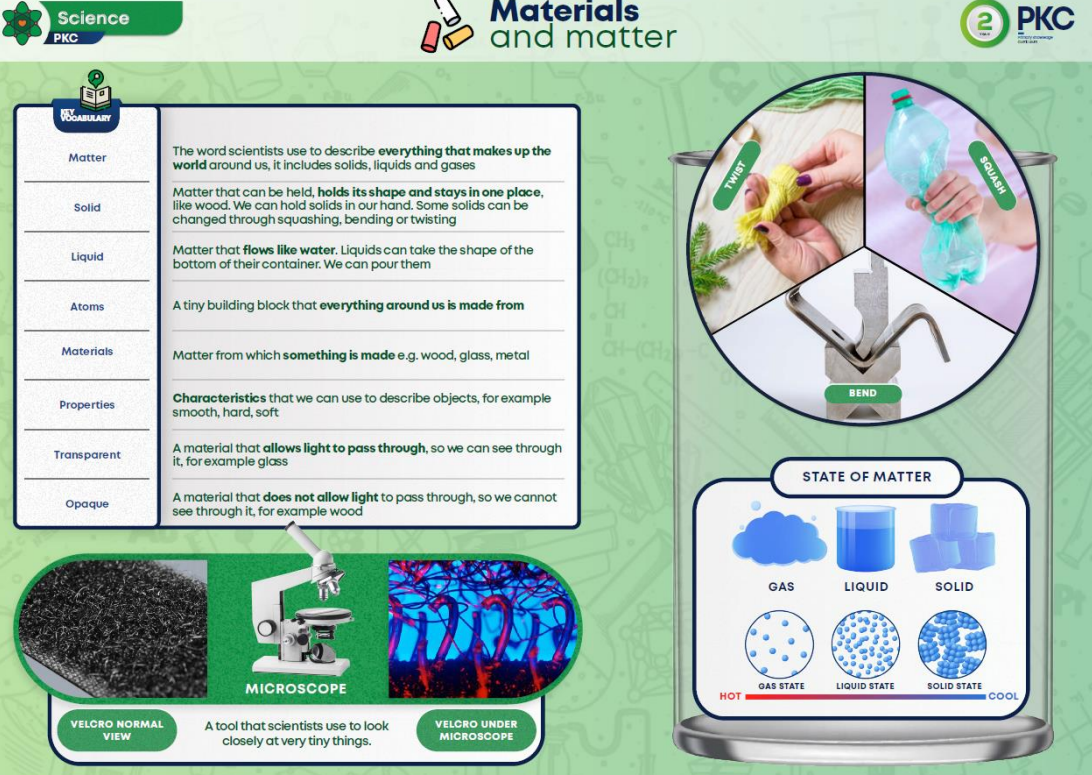 Science
PKC
Materials
and matter
2
PKC
KEY
VOCABULARY
Matter
The word scientists use to describe everything that makes up the
world around us, it includes solids, liquids and gases
Solid
Matter that can be held, holds its shape and stays in one place,
like wood. We can hold solids in our hand. Some solids can be
changed through squashing, bending or twisting
Liquid
Matter that flows like water. Liquids can take the shape of the
bottom of their container. We can pour them
Atoms
A tiny building block that everything around us is made from
Materials
Matter from which something is made e.g. wood, glass, metal
Properties
Characteristics that we can use to describe objects, for example
smooth, hard, soft
Transparent
A material that allows light to pass through, so we can see through
it, for example glass
Opaque
A material that does not allow light to pass through, so we cannot
see through it, for example wood
MICROSCOPE
VELCRO NORMAL
VIEW
A tool that scientists use to look
closely at very tiny things.
VELCRO UNDER
MICROSCOPE
TWIST
SQUASH
BEND
STATE OF MATTER
GAS
LIQUID
SOLID
GAS STATE
LIQUID STATE
SOLID STATE
HOT
COOL